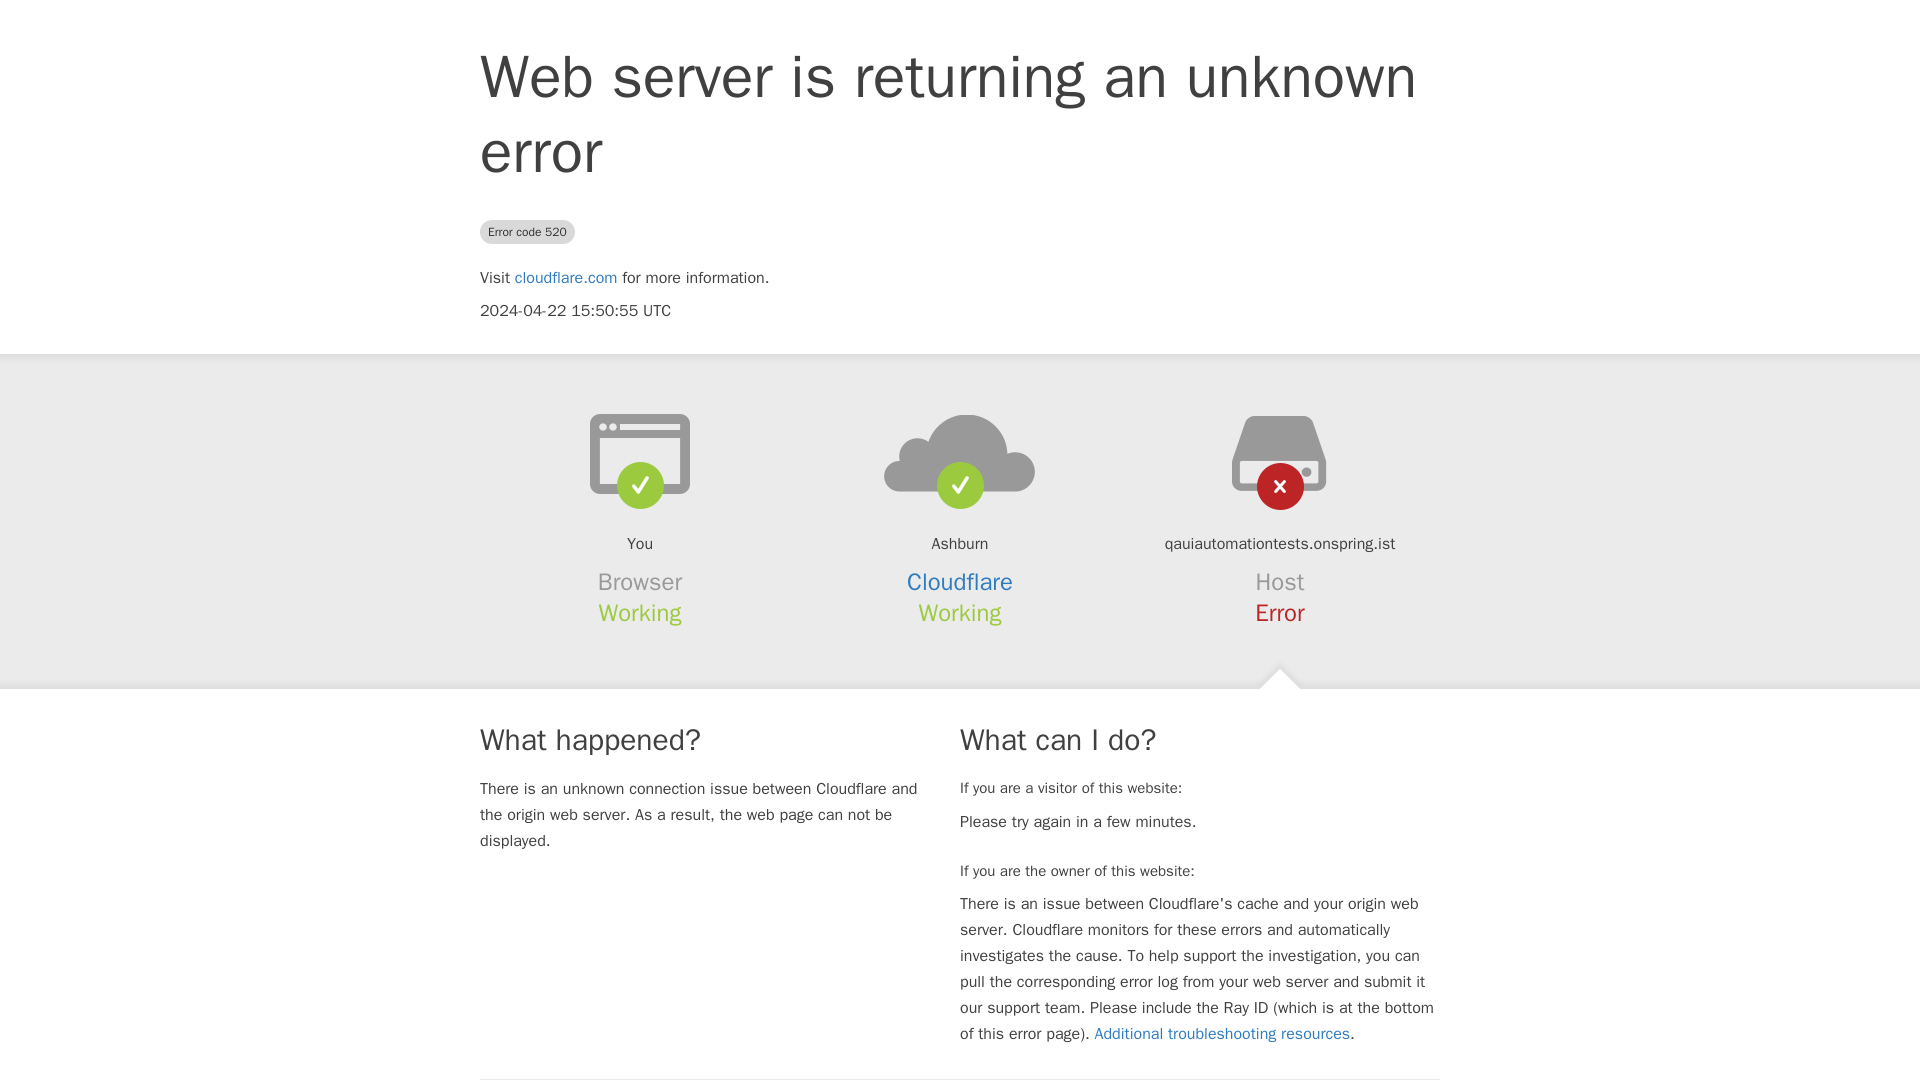 Web server is returning an unknown
error
Error code 520
Visit cloudflare.com for more information.
2024-04-22 15:50:55 UTC
You
Browser
Working
Ashburn
Cloudflare
Working
qauiautomationtests.onspring.ist
Host
Error
What happened?
There is an unknown connection issue between Cloudflare and
the origin web server. As a result, the web page can not be
displayed.
What can I do?
If you are a visitor of this website:
Please try again in a few minutes.
If you are the owner of this website:
There is an issue between Cloudflare's cache and your origin web
server. Cloudflare monitors for these errors and automatically
investigates the cause. To help support the investigation, you can
pull the corresponding error log from your web server and submit it
our support team. Please include the Ray ID (which is at the bottom
of this error page). Additional troubleshooting resources.